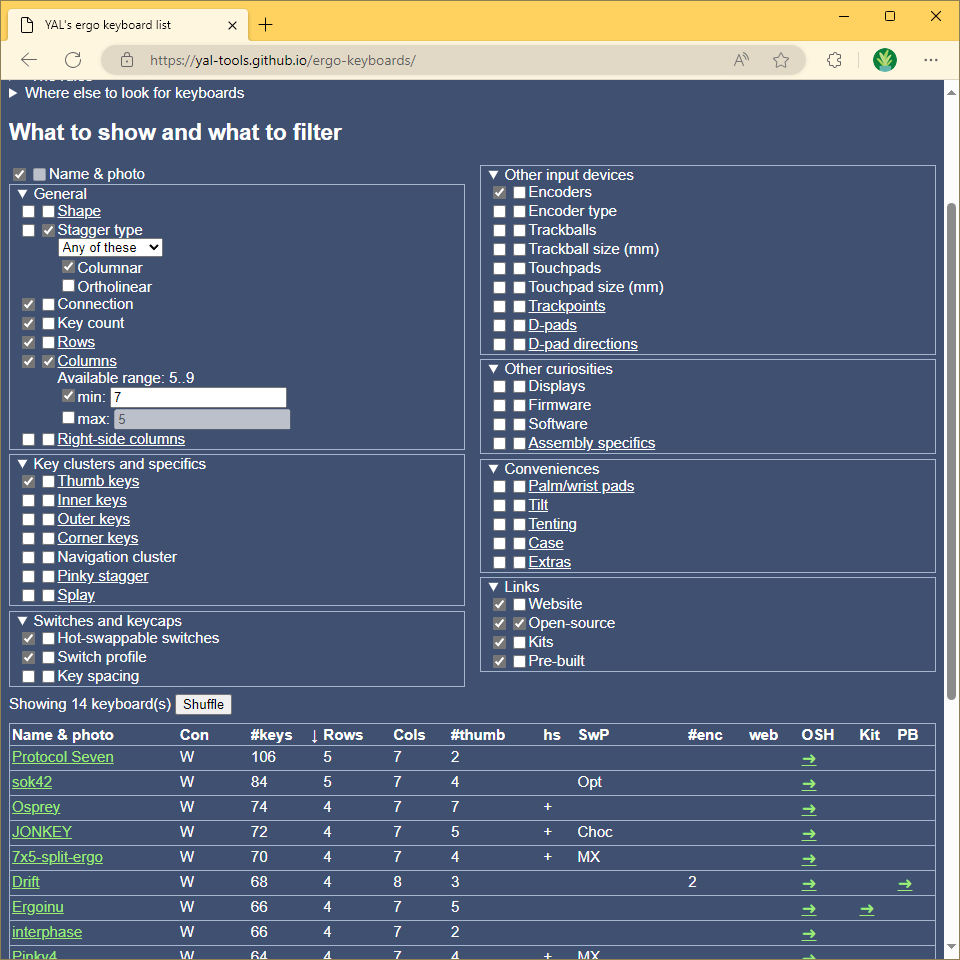 YAL's ergo keyboard list
https://yal-tools.github.io/ergo-keyboards/
Where else to look for keyboards
What to show and what to filter
Name & photo
General
Shape
Stagger type
Any of these
Columnar
Ortholinear
Connection
Key count
Rows
Columns
Available range: 5..9
min: 7
max: 5
Right-side columns
Key clusters and specifics
Thumb keys
Inner keys
Outer keys
Corner keys
Navigation cluster
Pinky stagger
Splay
Switches and keycaps
Hot-swappable switches
Switch profile
Key spacing
Other input devices
Encoders
Encoder type
Trackballs
Trackball size (mm)
Touchpads
Touchpad size (mm)
Trackpoints
D-pads
D-pad directions
Other curiosities
Displays
Firmware
Software
Assembly specifics
Conveniences
Palm/wrist pads
Tilt
Tenting
Case
Extras
Links
Website
Open-source
Kits
Pre-built
Showing 14 keyboard(s) Shuffle
Name & photo Con #keys ↓ Rows Cols #thumb hs SwP #enc web OSH Kit PB
Protocol Seven W 106 5 7 2 →
sok42 W 84 5 7 4 Opt →
Osprey W 74 4 7 7 + →
JONKEY W 72 4 7 5 + Choc →
7x5-split-ergo W 70 4 7 4 + MX →
Drift W 68 4 8 3 2 → →
Ergoinu W 66 4 7 5 → →
interphase W 66 4 7 2 →
Pinky4 W 64 4 7 4 + MX →